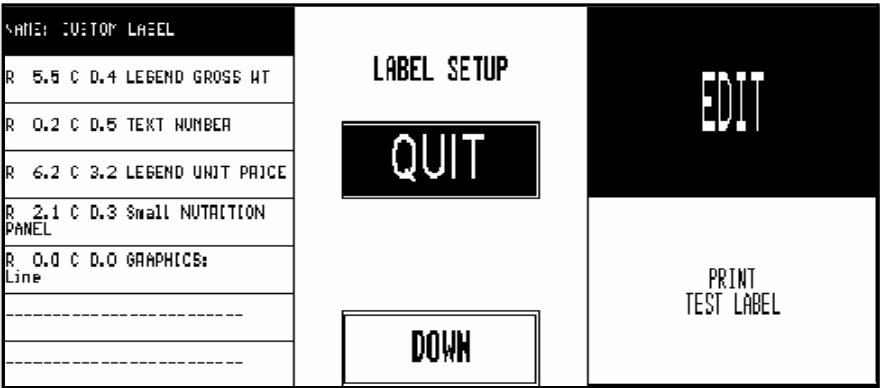 NAME: CUSTOM LABEL
R 5.5 C 0.4 LEGEND GROSS WT
R 0.2 C 0.5 TEXT NUMBER
R 6.2 C 3.2 LEGEND UNIT PRICE
R 2.1 C 0.3 Small NUTRITION
PANEL
R 0.0 C 0.0 GRAPHICS:
Line
------------------------
------------------------
LABEL SETUP
QUIT
DOWN
EDIT
PRINT
TEST LABEL